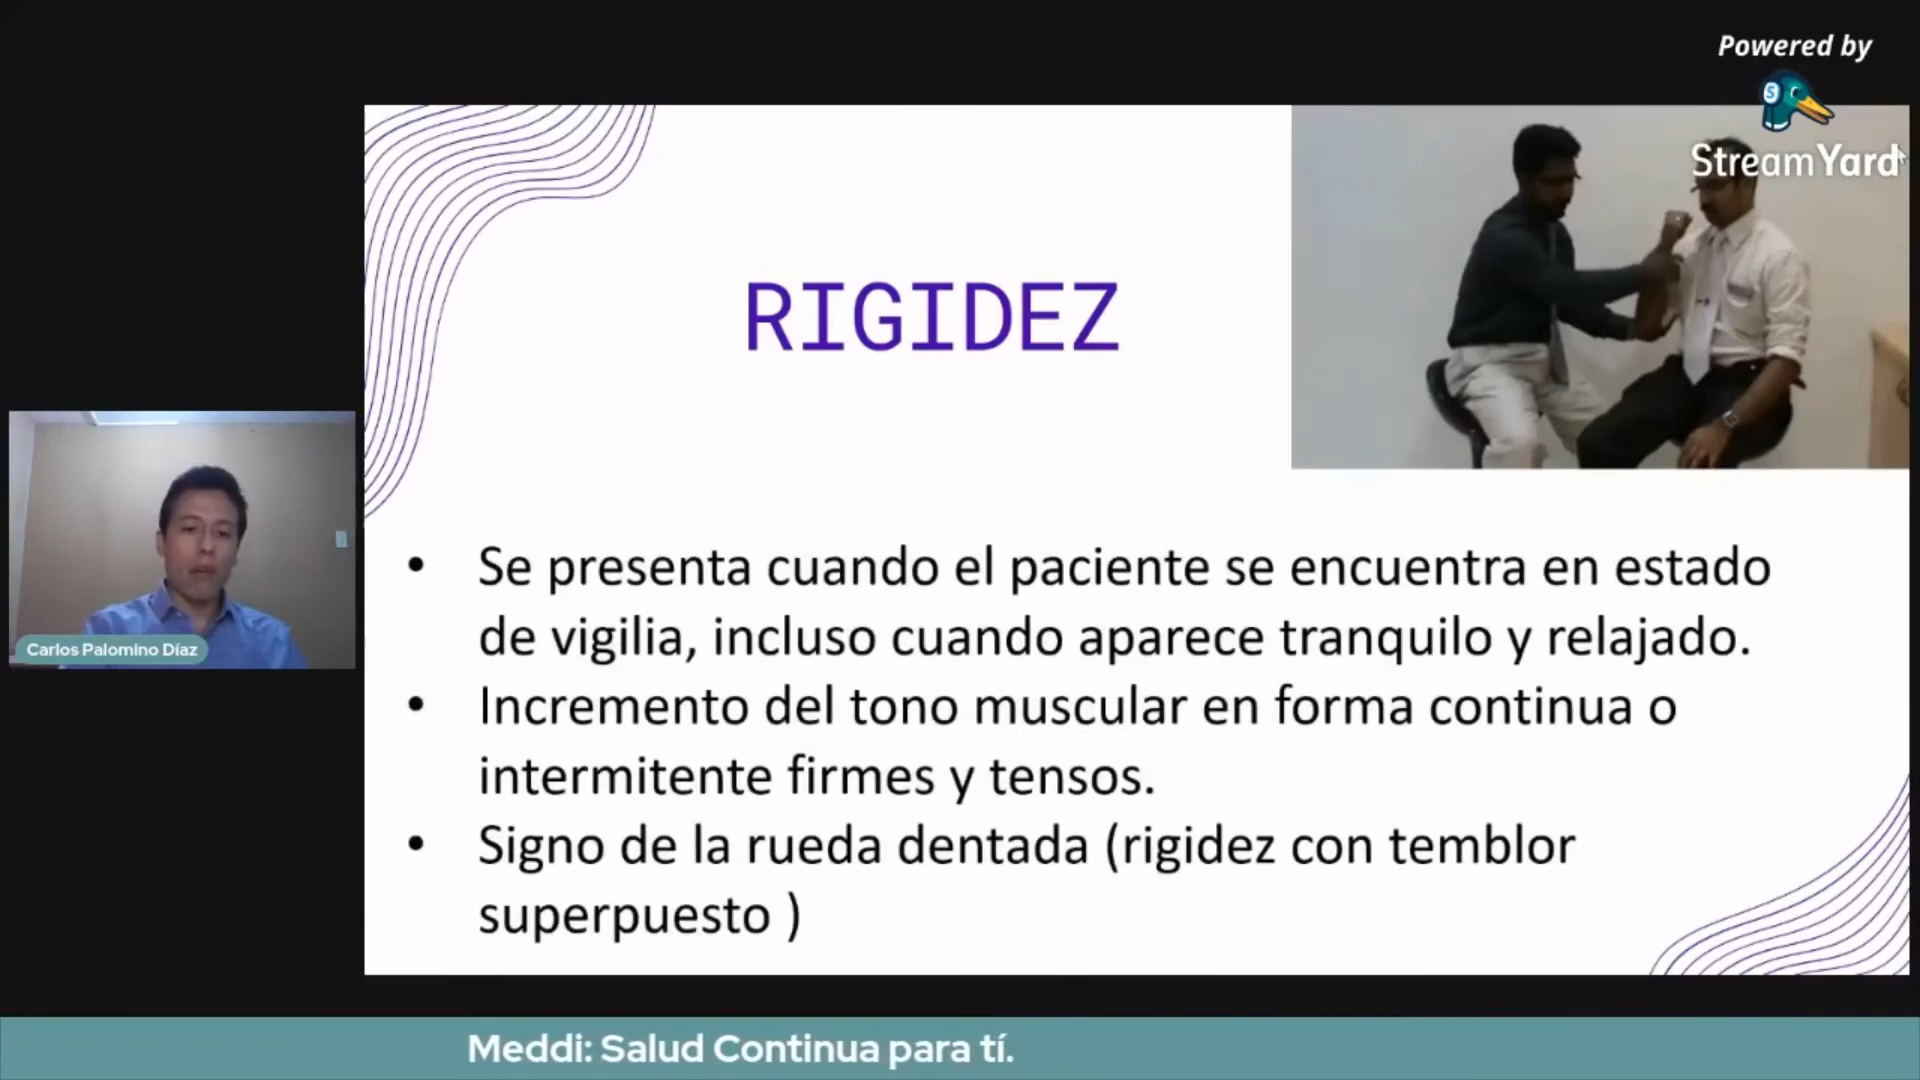 Powered by
StreamYard
RIGIDEZ
• Se presenta cuando el paciente se encuentra en estado
de vigilia, incluso cuando aparece tranquilo y relajado.
• Incremento del tono muscular en forma continua o
intermitente firmes y tensos.
• Signo de la rueda dentada (rigidez con temblor
superpuesto )
Carlos Palomino Díaz
Meddi: Salud Continua para tí.